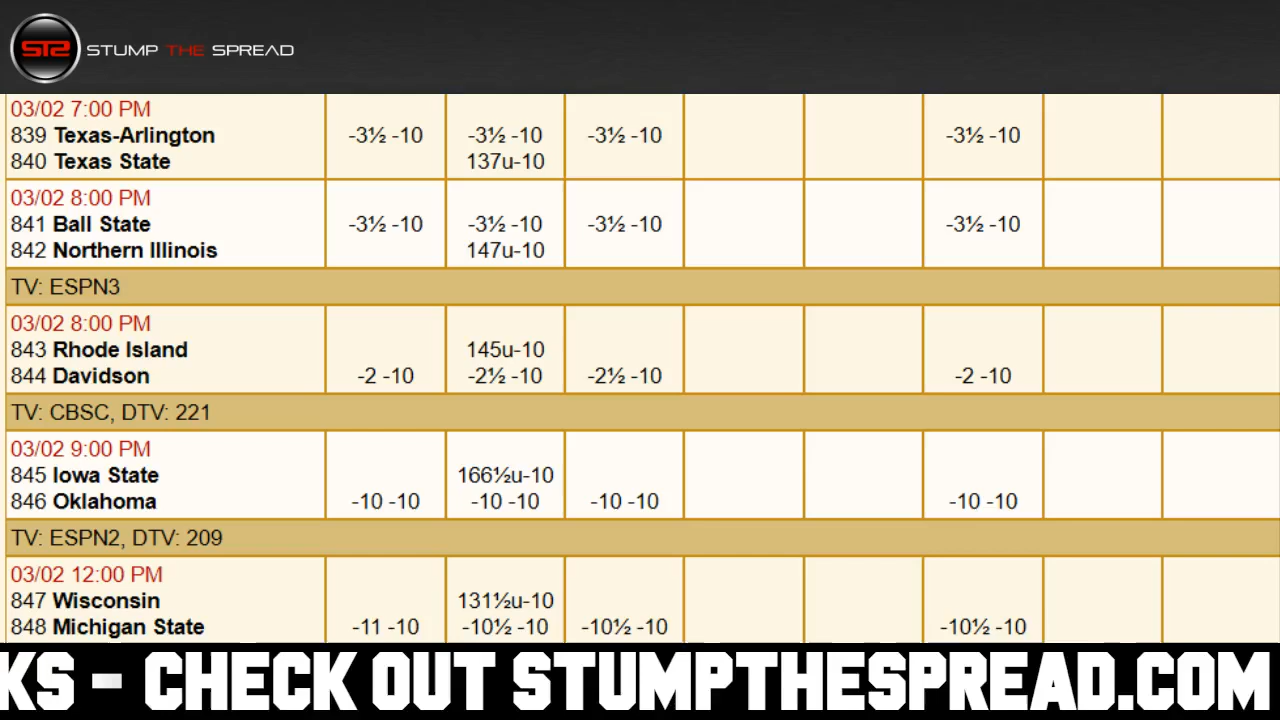 STS STUMP THE SPREAD
03/02 7:00 PM
839 Texas-Arlington -3½ -10 -3½ -10 -3½ -10 -3½ -10
840 Texas State 137u-10
03/02 8:00 PM
841 Ball State -3½ -10 -3½ -10 -3½ -10 -3½ -10
842 Northern Illinois 147u-10
TV: ESPN3
03/02 8:00 PM
843 Rhode Island 145u-10
844 Davidson -2 -10 -2½ -10 -2½ -10 -2 -10
TV: CBSC, DTV: 221
03/02 9:00 PM
845 Iowa State 166½u-10
846 Oklahoma -10 -10 -10 -10 -10 -10 -10 -10
TV: ESPN2, DTV: 209
03/02 12:00 PM
847 Wisconsin 131½u-10
848 Michigan State -11 -10 -10½ -10 -10½ -10 -10½ -10
KS - CHECK OUT STUMPTHESPREAD.COM